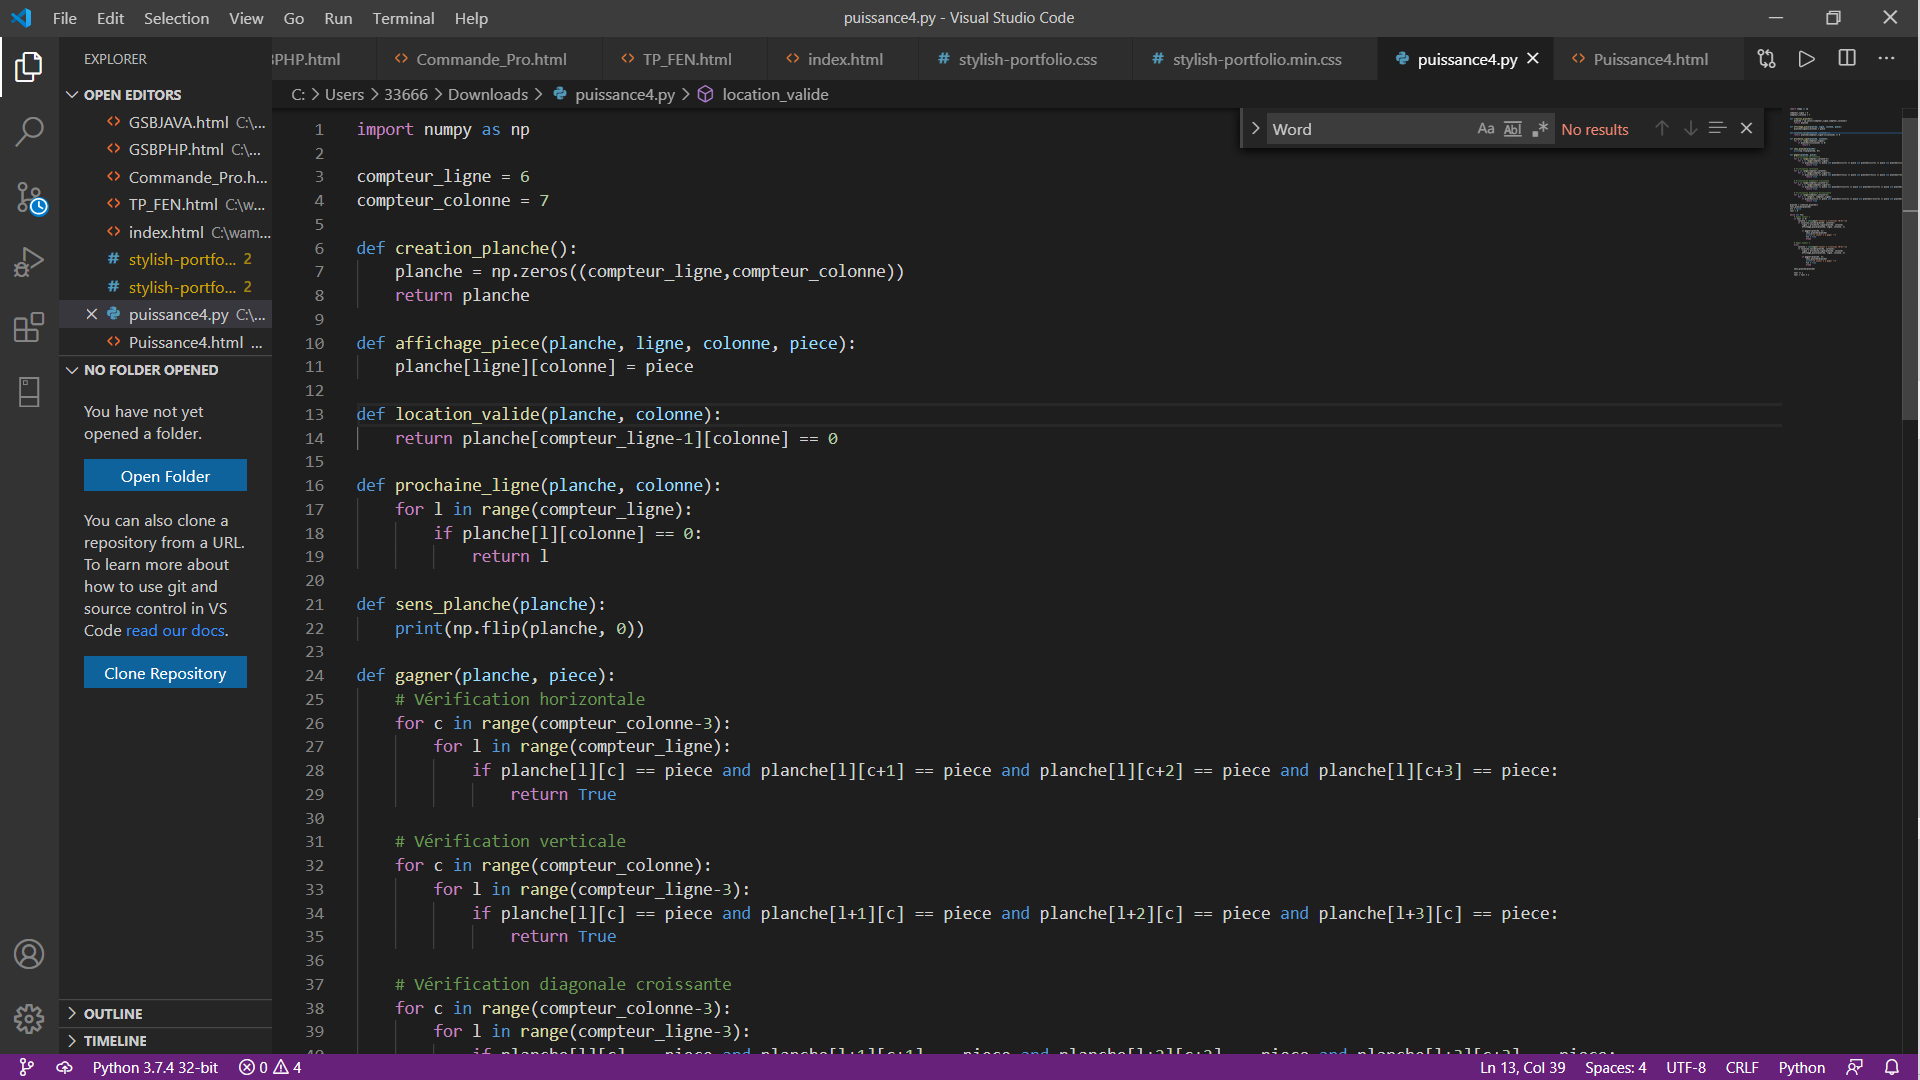 File Edit Selection View Go Run Terminal Help
puissance4.py - Visual Studio Code
EXPLORER
OPEN EDITORS
GSBJAVA.html C:\...
GSBPHP.html C:\...
Commande_Pro.h...
TP_FEN.html C:\w...
index.html C:\wam...
# stylish-portfo... 2
# stylish-portfo... 2
puissance4.py C:\...
Puissance4.html ...
NO FOLDER OPENED
You have not yet
opened a folder.
Open Folder
You can also clone a
repository from a URL.
To learn more about
how to use git and
source control in VS
Code read our docs.
Clone Repository
OUTLINE
TIMELINE
PHP.html Commande_Pro.html TP_FEN.html index.html # stylish-portfolio.css # stylish-portfolio.min.css puissance4.py Puissance4.html
C: > Users > 33666 > Downloads > puissance4.py > location_valide
Word Aa Abl .* No results
1 import numpy as np
2
3 compteur_ligne = 6
4 compteur_colonne = 7
5
6 def creation_planche():
7 planche = np.zeros((compteur_ligne,compteur_colonne))
8 return planche
9
10 def affichage_piece(planche, ligne, colonne, piece):
11 planche[ligne][colonne] = piece
12
13 def location_valide(planche, colonne):
14 return planche[compteur_ligne-1][colonne] == 0
15
16 def prochaine_ligne(planche, colonne):
17 for l in range(compteur_ligne):
18 if planche[l][colonne] == 0:
19 return l
20
21 def sens_planche(planche):
22 print(np.flip(planche, 0))
23
24 def gagner(planche, piece):
25 # Vérification horizontale
26 for c in range(compteur_colonne-3):
27 for l in range(compteur_ligne):
28 if planche[l][c] == piece and planche[l][c+1] == piece and planche[l][c+2] == piece and planche[l][c+3] == piece:
29 return True
30
31 # Vérification verticale
32 for c in range(compteur_colonne):
33 for l in range(compteur_ligne-3):
34 if planche[l][c] == piece and planche[l+1][c] == piece and planche[l+2][c] == piece and planche[l+3][c] == piece:
35 return True
36
37 # Vérification diagonale croissante
38 for c in range(compteur_colonne-3):
39 for l in range(compteur_ligne-3):
Python 3.7.4 32-bit 0 4 Ln 13, Col 39 Spaces: 4 UTF-8 CRLF Python